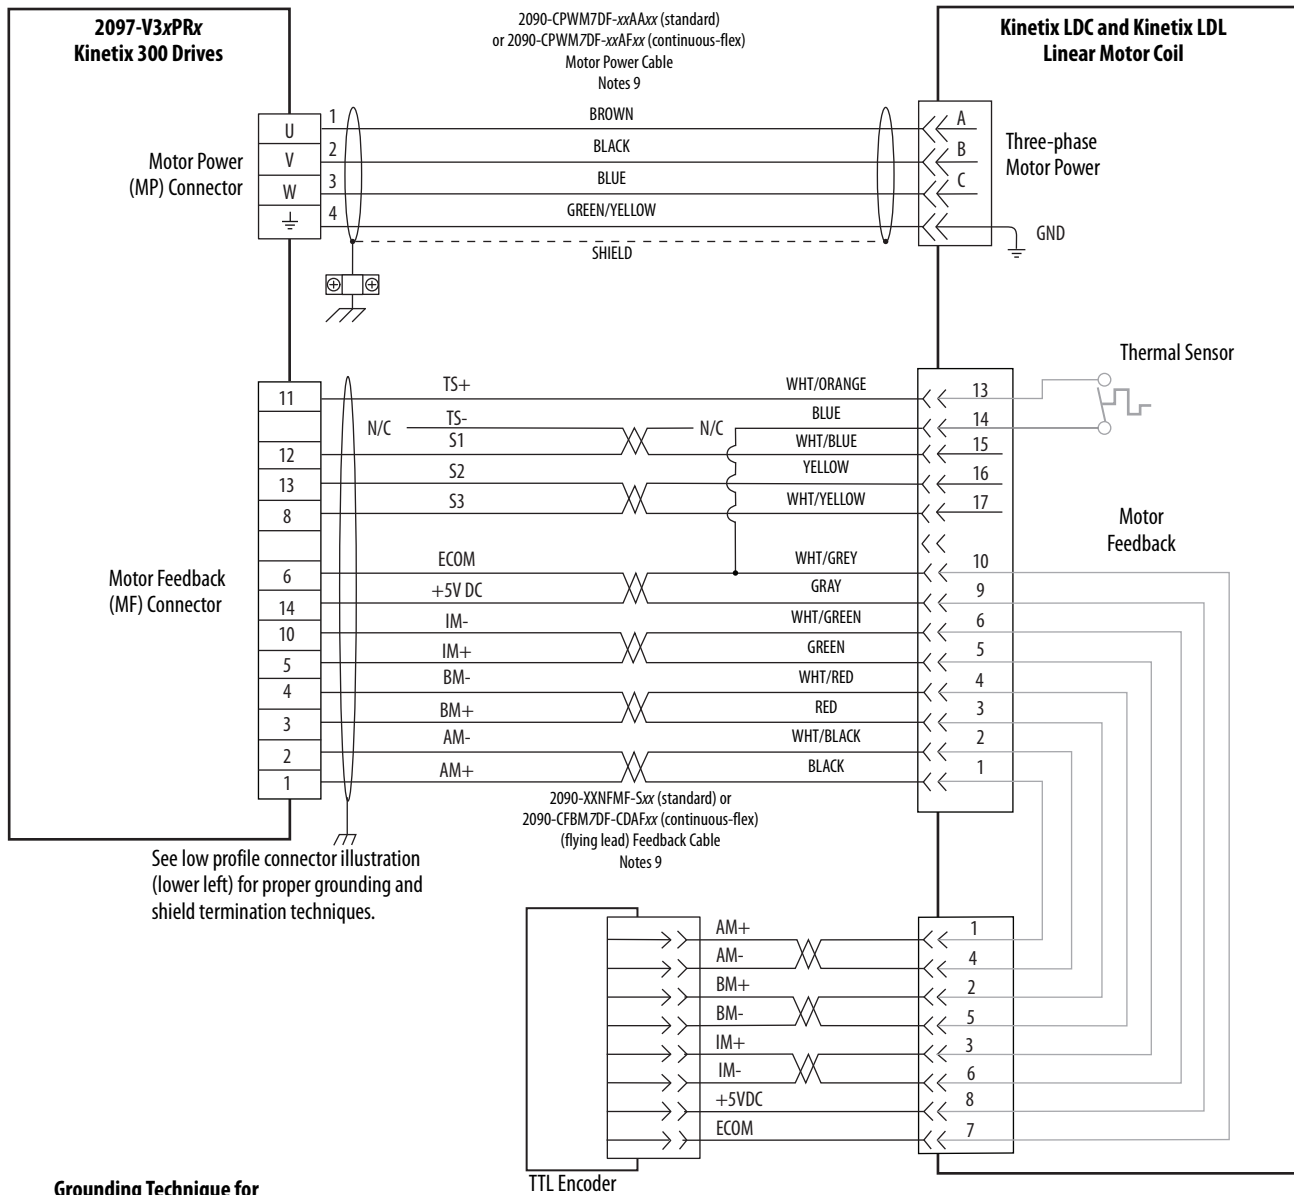 2097-V3xPRx
Kinetix 300 Drives
2090-CPWM7DF-xxAAxx (standard)
or 2090-CPWM7DF-xxAFxx (continuous-flex)
Motor Power Cable
Notes 9
Kinetix LDC and Kinetix LDL
Linear Motor Coil
Motor Power
(MP) Connector
U 1 BROWN A
V 2 BLACK B
W 3 BLUE C
4 GREEN/YELLOW
SHIELD
GND
Three-phase
Motor Power
Thermal Sensor
11 TS+ WHT/ORANGE 13
N/C TS- N/C BLUE 14
12 S1 WHT/BLUE 15
13 S2 YELLOW 16
8 S3 WHT/YELLOW 17
Motor
Feedback
Motor Feedback
(MF) Connector
6 ECOM WHT/GREY 10
14 +5V DC GRAY 9
10 IM- WHT/GREEN 6
5 IM+ GREEN 5
4 BM- WHT/RED 4
3 BM+ RED 3
2 AM- WHT/BLACK 2
1 AM+ BLACK 1
2090-XXNFMF-Sxx (standard) or
2090-CFBM7DF-CDAFxx (continuous-flex)
(flying lead) Feedback Cable
Notes 9
See low profile connector illustration
(lower left) for proper grounding and
shield termination techniques.
AM+ 1
AM- 4
BM+ 2
BM- 5
IM+ 3
IM- 6
+5VDC 8
ECOM 7
TTL Encoder
Grounding Technique for